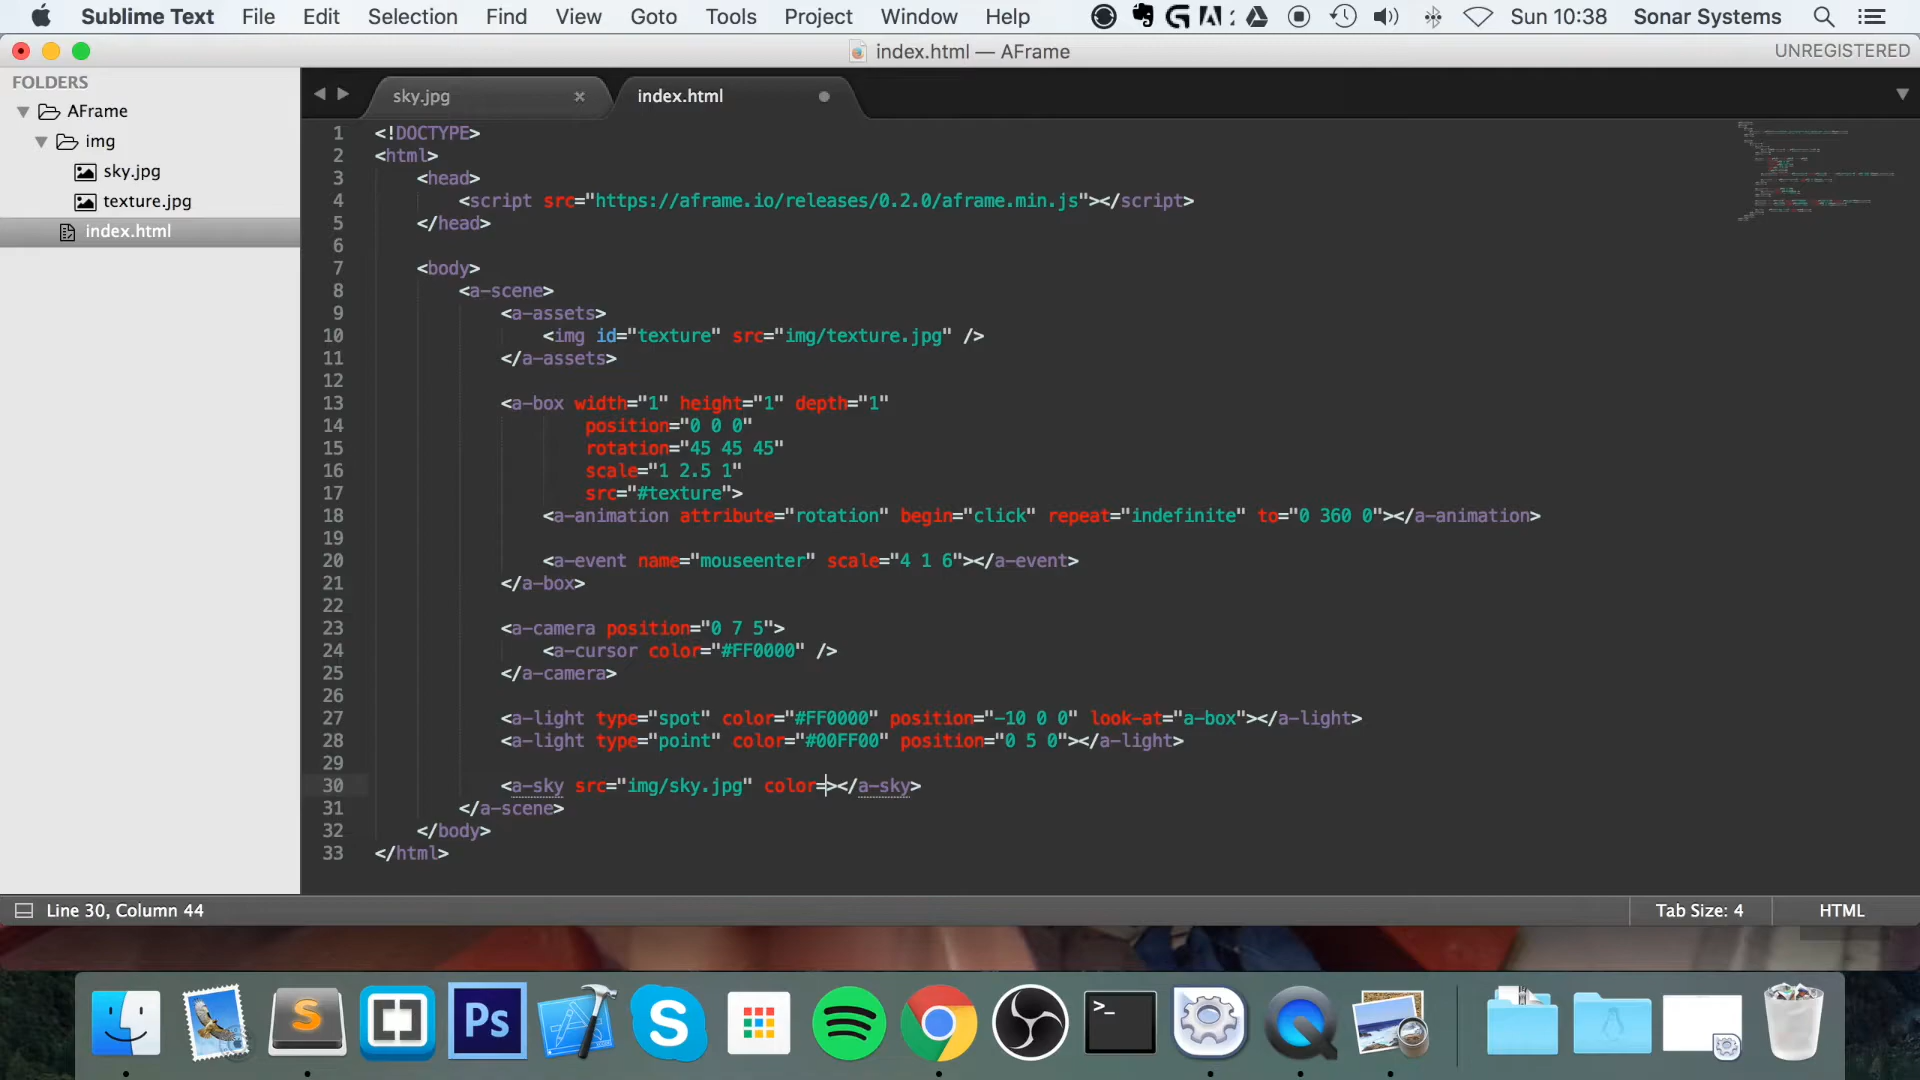 Sublime Text File Edit Selection Find View Goto Tools Project Window Help Sun 10:38 Sonar Systems
index.html — AFrame UNREGISTERED
FOLDERS
AFrame
img
sky.jpg
texture.jpg
index.html
sky.jpg index.html
1 <!DOCTYPE>
2 <html>
3 <head>
4 <script src="https://aframe.io/releases/0.2.0/aframe.min.js"></script>
5 </head>
6
7 <body>
8 <a-scene>
9 <a-assets>
10 <img id="texture" src="img/texture.jpg" />
11 </a-assets>
12
13 <a-box width="1" height="1" depth="1"
14 position="0 0 0"
15 rotation="45 45 45"
16 scale="1 2.5 1"
17 src="#texture">
18 <a-animation attribute="rotation" begin="click" repeat="indefinite" to="0 360 0"></a-animation>
19
20 <a-event name="mouseenter" scale="4 1 6"></a-event>
21 </a-box>
22
23 <a-camera position="0 7 5">
24 <a-cursor color="#FF0000" />
25 </a-camera>
26
27 <a-light type="spot" color="#FF0000" position="-10 0 0" look-at="a-box"></a-light>
28 <a-light type="point" color="#00FF00" position="0 5 0"></a-light>
29
30 <a-sky src="img/sky.jpg" color=></a-sky>
31 </a-scene>
32 </body>
33 </html>
Line 30, Column 44 Tab Size: 4 HTML
S Ps S >_